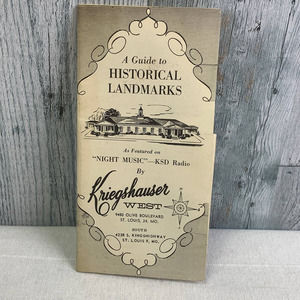 A Guide to
HISTORICAL
LANDMARKS
As Featured on
"NIGHT MUSIC"—KSD Radio
By
Kriegshauser
WEST
9450 OLIVE BOULEVARD
ST. LOUIS, 24, MO.
SOUTH
4228 S. KINGSHIGHWAY
ST. LOUIS 9, MO.